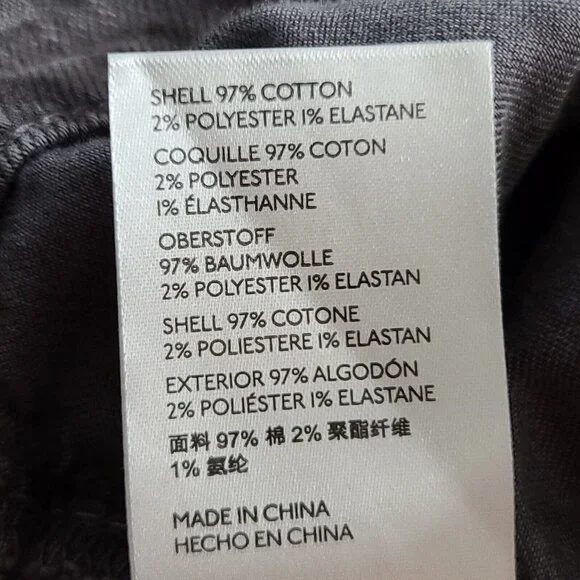 SHELL 97% COTTON
2% POLYESTER 1% ELASTANE
COQUILLE 97% COTON
2% POLYESTER
1% ÉLASTHANNE
OBERSTOFF
97% BAUMWOLLE
2% POLYESTER 1% ELASTAN
SHELL 97% COTONE
2% POLIESTERE 1% ELASTAN
EXTERIOR 97% ALGODÓN
2% POLIÉSTER 1% ELASTANE
面料 97% 棉 2% 聚酯纤维
1% 氨纶
MADE IN CHINA
HECHO EN CHINA